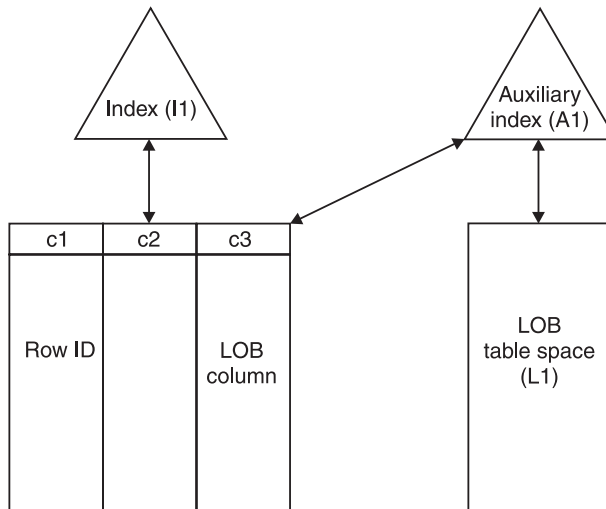 Index (I1)
Auxiliary
index (A1)
c1
c2
c3
Row ID
LOB
column
LOB
table space
(L1)